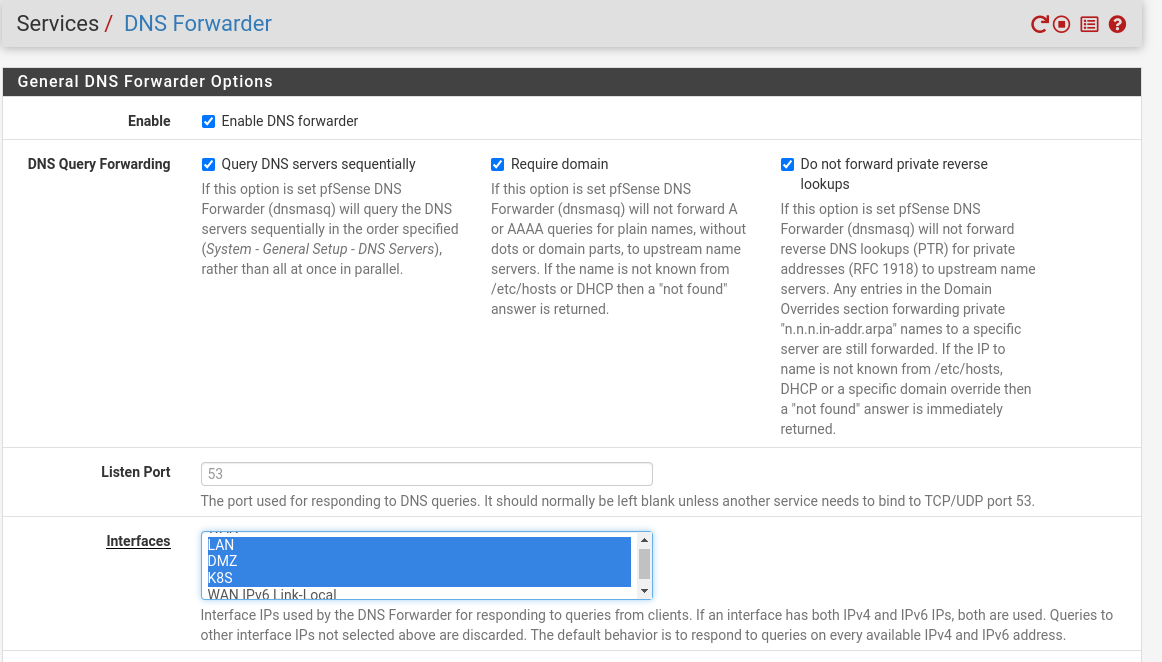 Services / DNS Forwarder
General DNS Forwarder Options
Enable
Enable DNS forwarder
DNS Query Forwarding
Query DNS servers sequentially
If this option is set pfSense DNS
Forwarder (dnsmasq) will query the DNS
servers sequentially in the order specified
(System - General Setup - DNS Servers),
rather than all at once in parallel.
Require domain
If this option is set pfSense DNS
Forwarder (dnsmasq) will not forward A
or AAAA queries for plain names, without
dots or domain parts, to upstream name
servers. If the name is not known from
/etc/hosts or DHCP then a "not found"
answer is returned.
Do not forward private reverse
lookups
If this option is set pfSense DNS
Forwarder (dnsmasq) will not forward
reverse DNS lookups (PTR) for private
addresses (RFC 1918) to upstream name
servers. Any entries in the Domain
Overrides section forwarding private
"n.n.n.in-addr.arpa" names to a specific
server are still forwarded. If the IP to
name is not known from /etc/hosts,
DHCP or a specific domain override then
a "not found" answer is immediately
returned.
Listen Port
53
The port used for responding to DNS queries. It should normally be left blank unless another service needs to bind to TCP/UDP port 53.
Interfaces
LAN
DMZ
K8S
WAN IPv6 Link-Local
Interface IPs used by the DNS Forwarder for responding to queries from clients. If an interface has both IPv4 and IPv6 IPs, both are used. Queries to
other interface IPs not selected above are discarded. The default behavior is to respond to queries on every available IPv4 and IPv6 address.